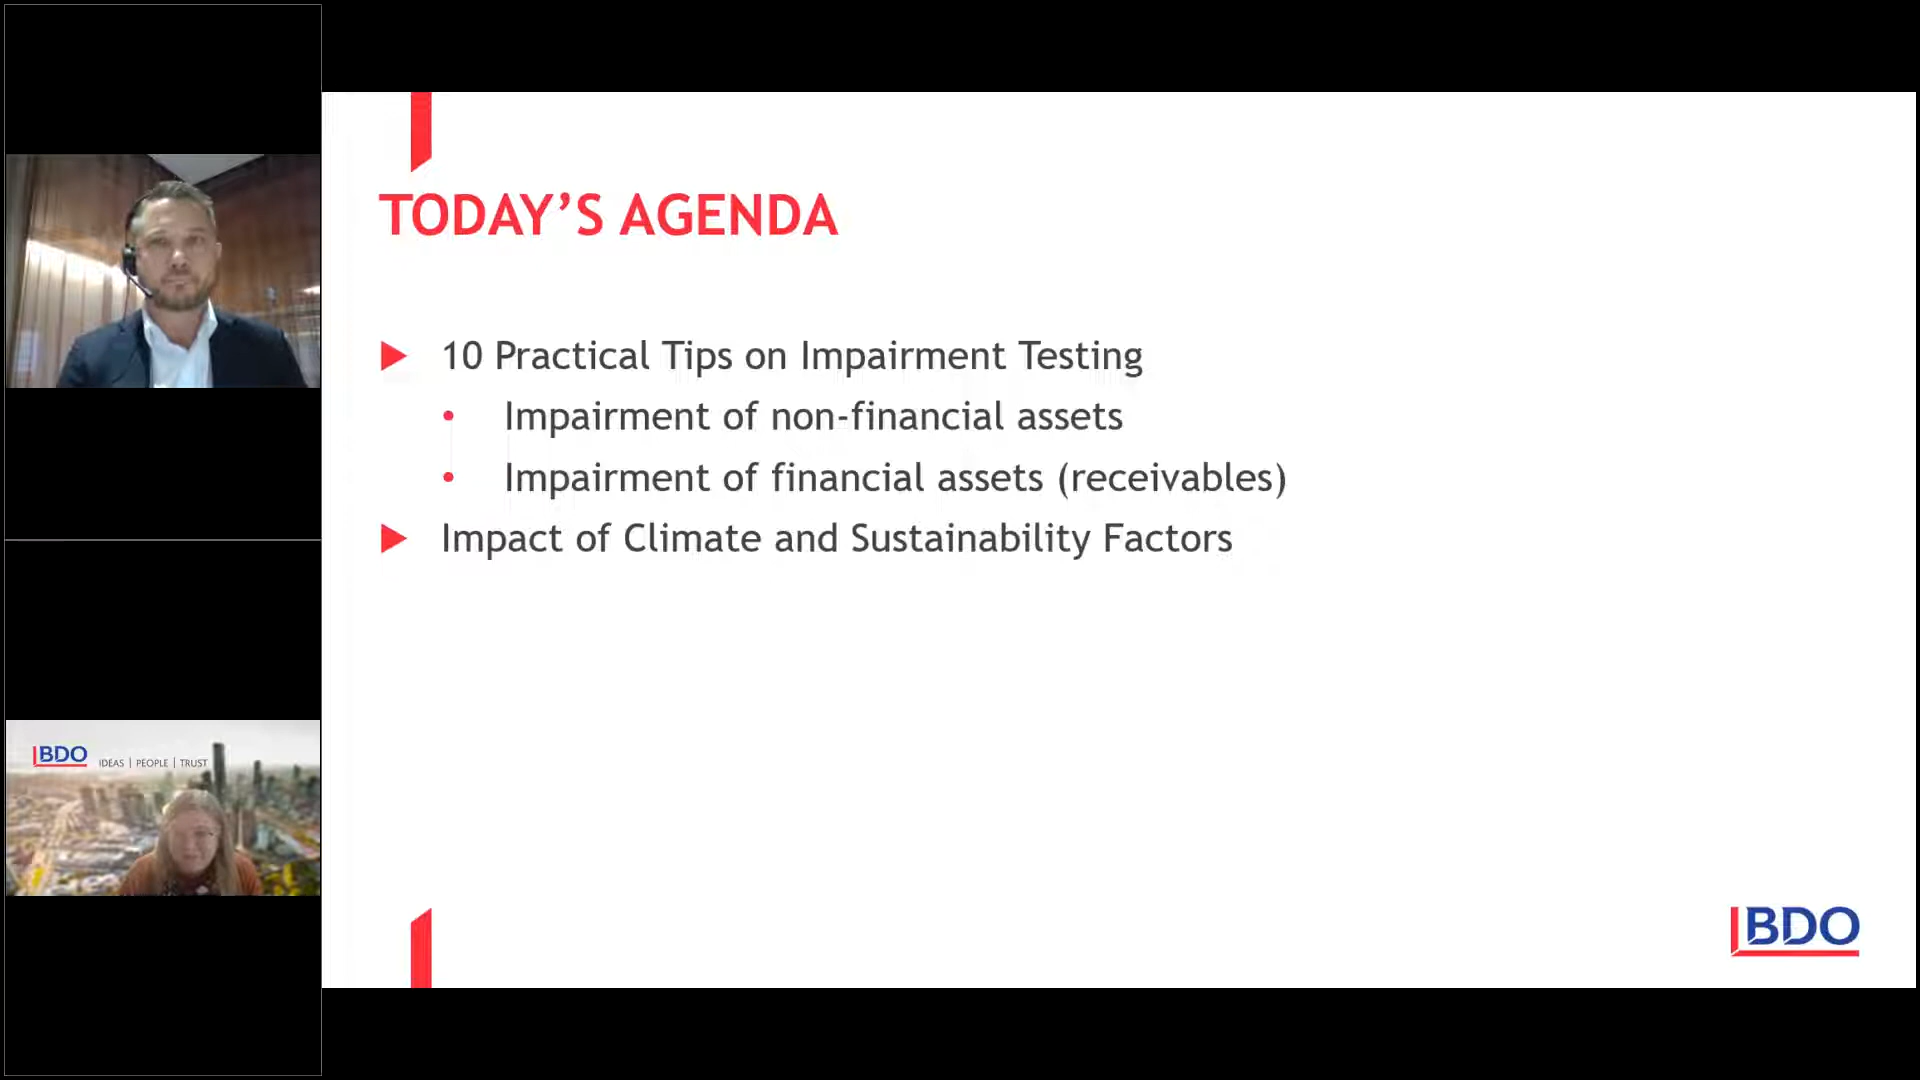 TODAY’S AGENDA
10 Practical Tips on Impairment Testing
Impairment of non-financial assets
Impairment of financial assets (receivables)
Impact of Climate and Sustainability Factors
BDO
BDO IDEAS | PEOPLE | TRUST